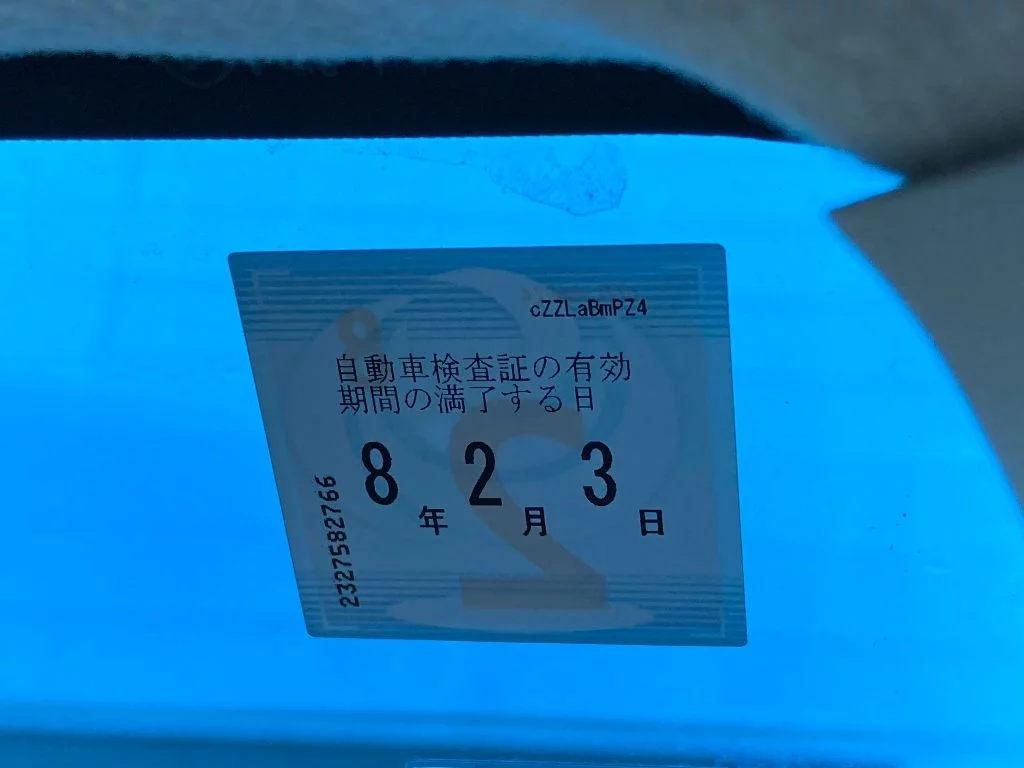 cZZLaBmPZ4
自動車検査証の有効
期間の満了する日
8年 2月 3日
2327582766